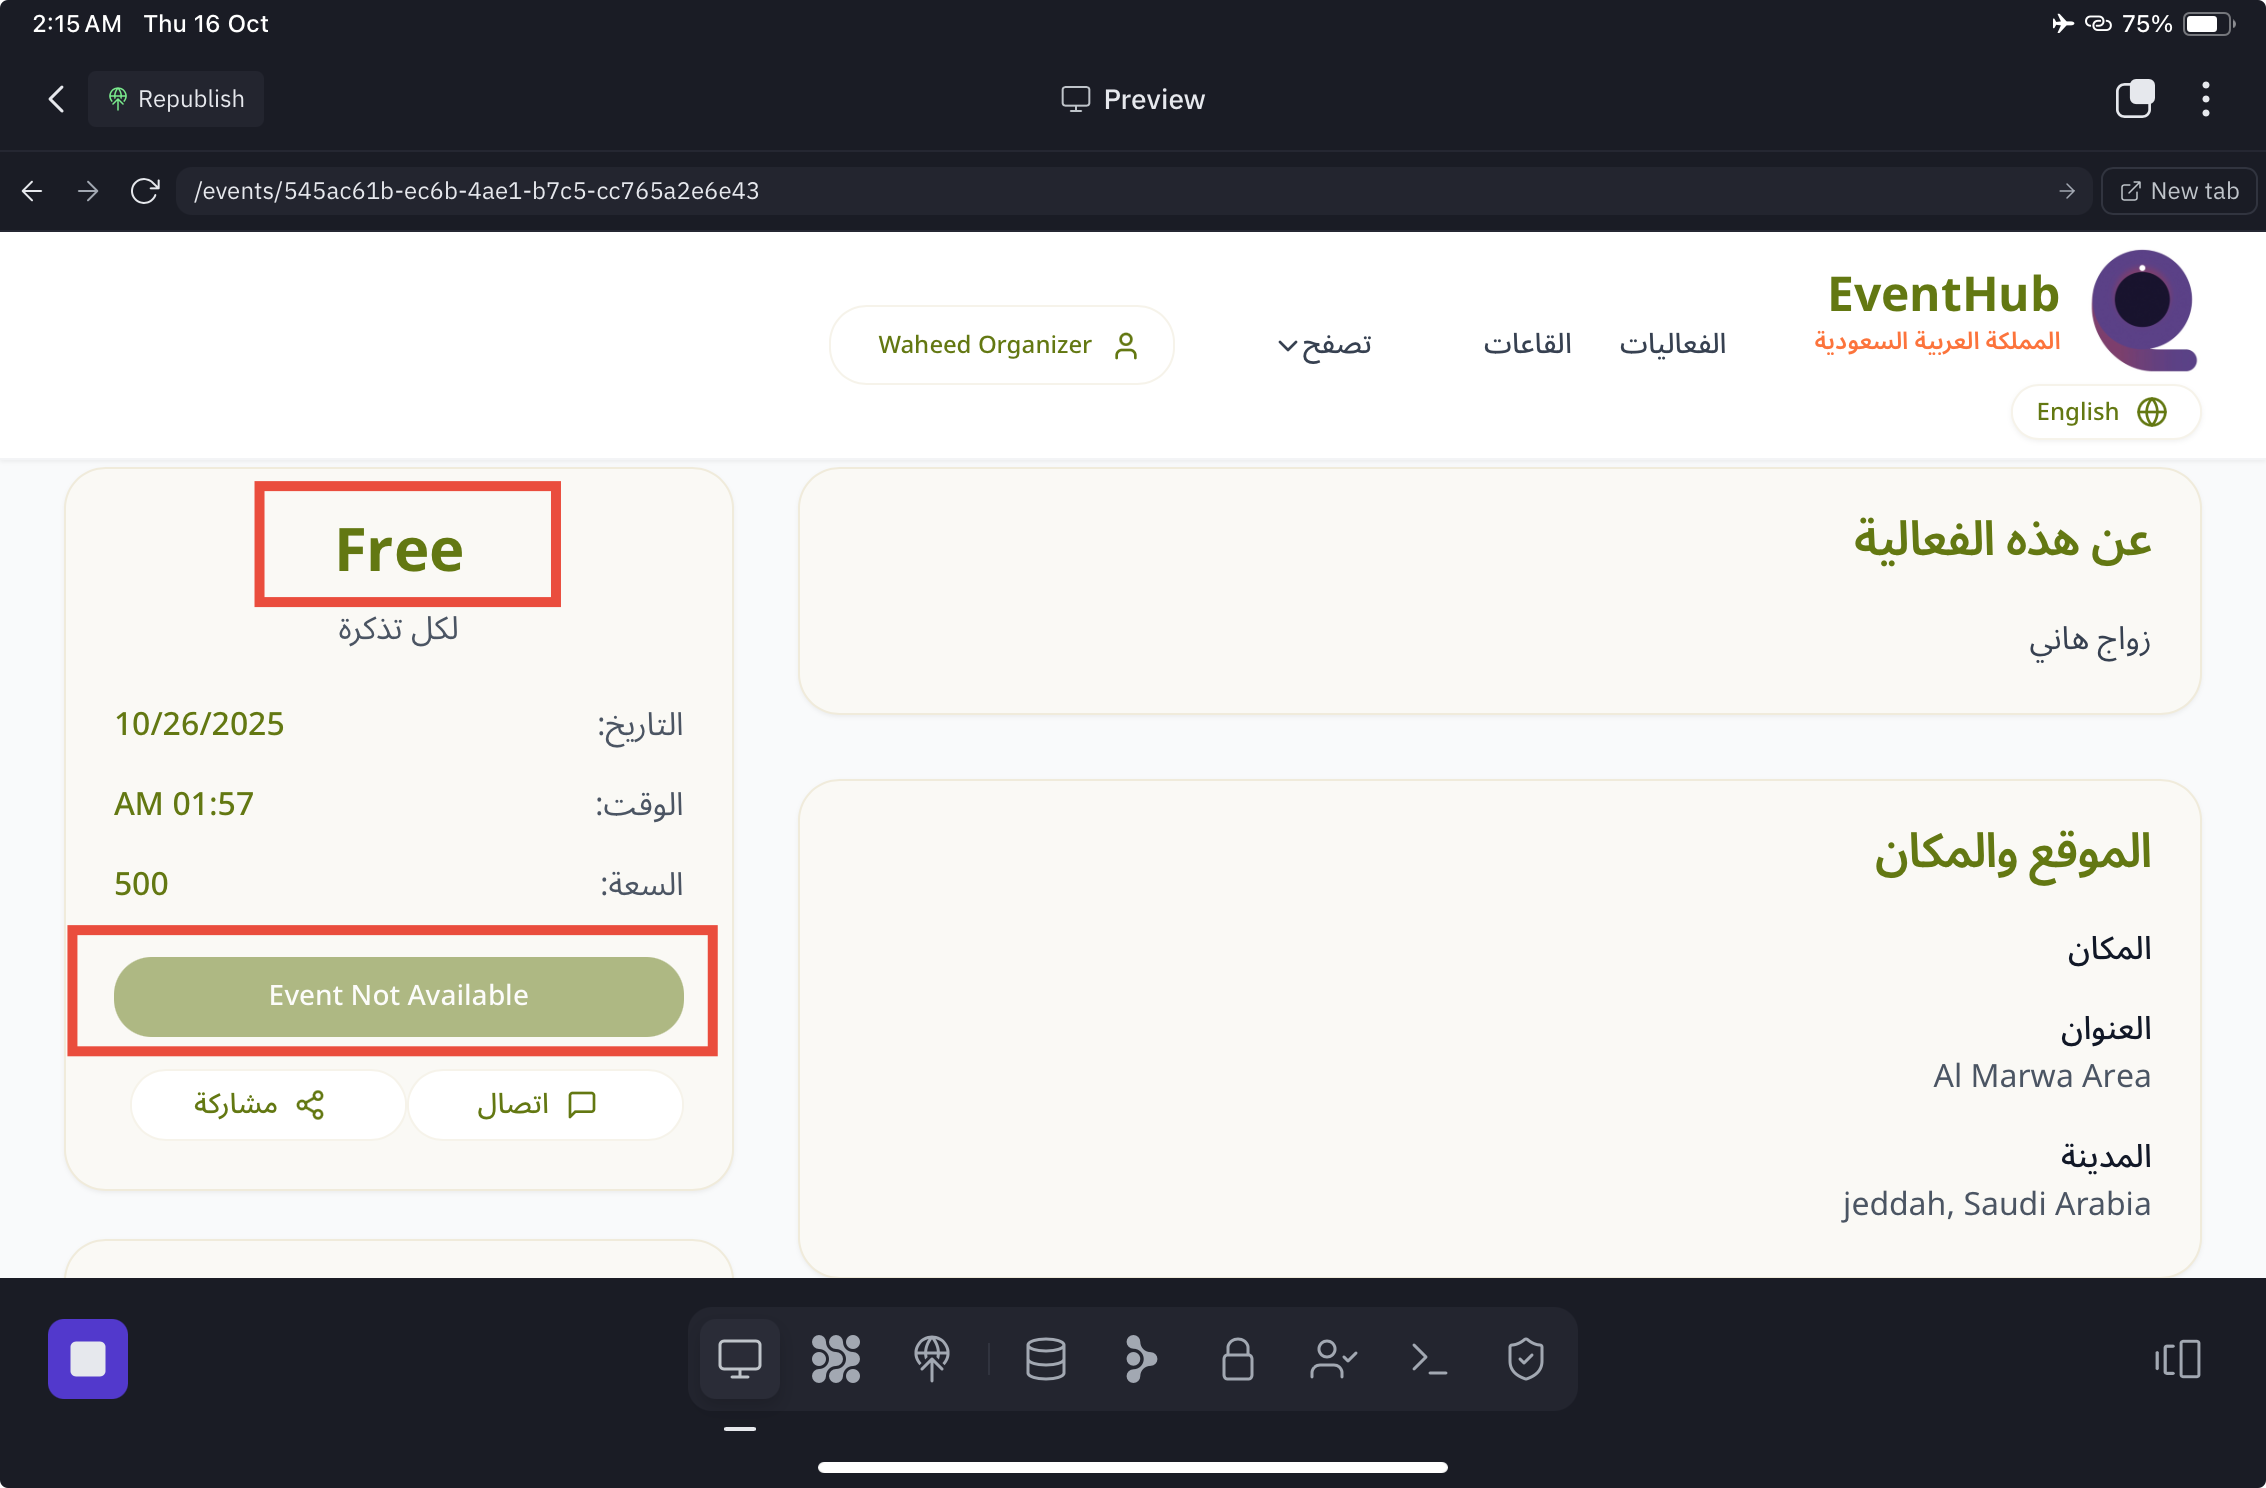 2:15 AM Thu 16 Oct
75%
Republish
Preview
/events/545ac61b-ec6b-4ae1-b7c5-cc765a2e6e43
New tab
EventHub
المملكة العربية السعودية
الفعاليات
القاعات
تصفح
Waheed Organizer
English
عن هذه الفعالية
زواج هاني
الموقع والمكان
المكان
العنوان
Al Marwa Area
المدينة
jeddah, Saudi Arabia
Free
لكل تذكرة
التاريخ: 10/26/2025
الوقت: 01:57 AM
السعة: 500
Event Not Available
اتصال
مشاركة